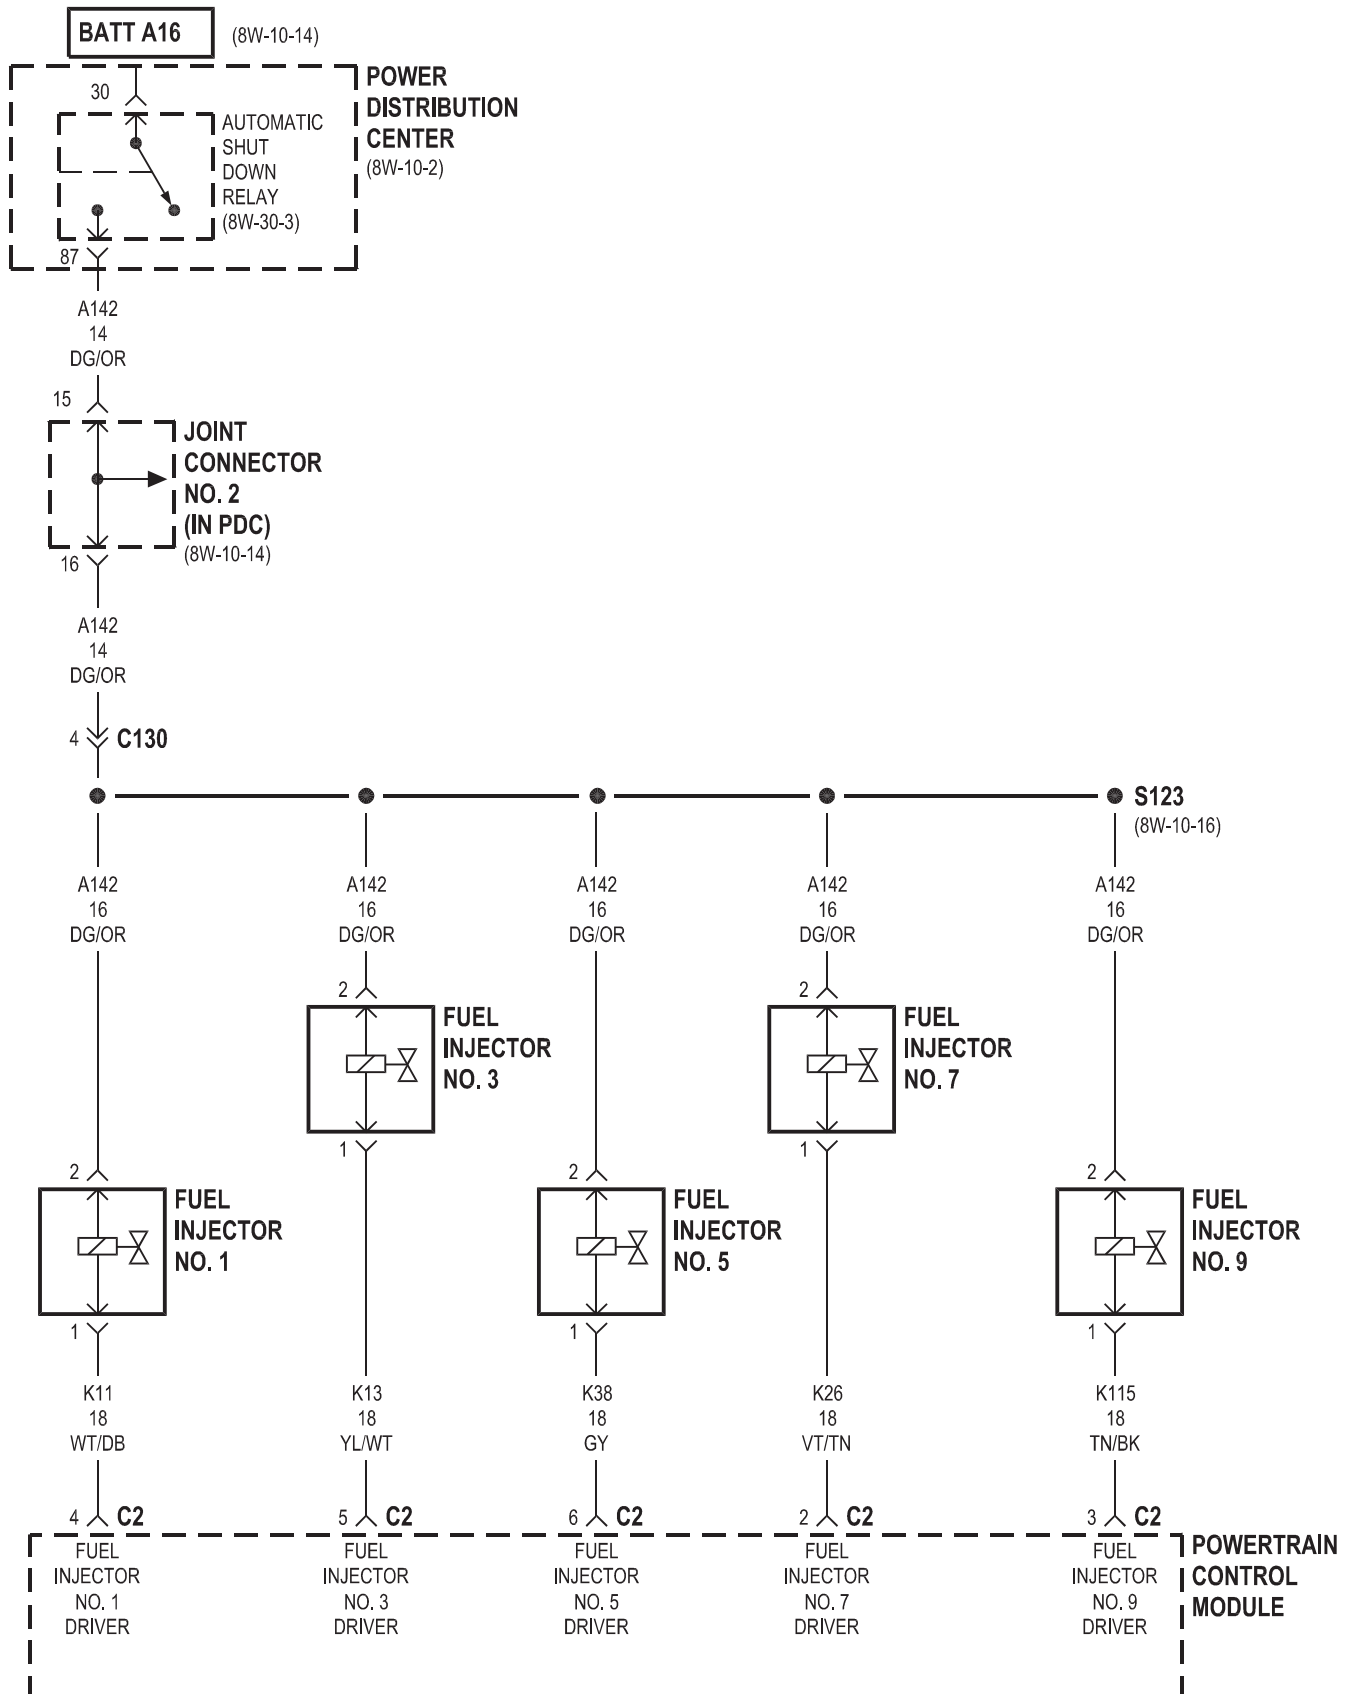 BATT A16
(8W-10-14)
POWER
DISTRIBUTION
CENTER
(8W-10-2)
30
AUTOMATIC
SHUT
DOWN
RELAY
(8W-30-3)
87
A142
14
DG/OR
15
JOINT
CONNECTOR
NO. 2
(IN PDC)
(8W-10-14)
16
A142
14
DG/OR
4
C130
S123
(8W-10-16)
A142
16
DG/OR
A142
16
DG/OR
A142
16
DG/OR
A142
16
DG/OR
A142
16
DG/OR
2
FUEL
INJECTOR
NO. 3
1
2
FUEL
INJECTOR
NO. 7
1
2
FUEL
INJECTOR
NO. 1
1
2
FUEL
INJECTOR
NO. 5
1
2
FUEL
INJECTOR
NO. 9
1
K11
18
WT/DB
K13
18
YL/WT
K38
18
GY
K26
18
VT/TN
K115
18
TN/BK
4
C2
5
C2
6
C2
2
C2
3
C2
FUEL
INJECTOR
NO. 1
DRIVER
FUEL
INJECTOR
NO. 3
DRIVER
FUEL
INJECTOR
NO. 5
DRIVER
FUEL
INJECTOR
NO. 7
DRIVER
FUEL
INJECTOR
NO. 9
DRIVER
POWERTRAIN
CONTROL
MODULE